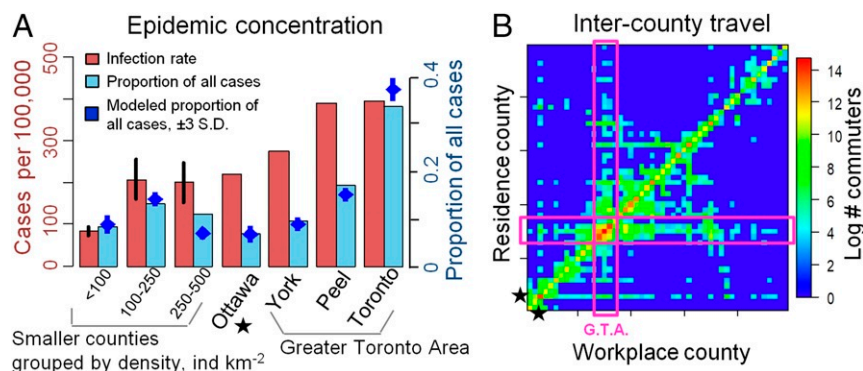 A
Epidemic concentration
Cases per 100,000
500
300
100
0
Infection rate
Proportion of all cases
Modeled proportion of
all cases, ±3 S.D.
0.4
0.2
0
Proportion of all cases
<100
100-250
250-500
Ottawa
York
Peel
Toronto
Smaller counties
grouped by density, ind km-2
Greater Toronto Area
B
Inter-county travel
Residence county
G.T.A.
Workplace county
14
12
10
8
6
4
2
0
Log # commuters